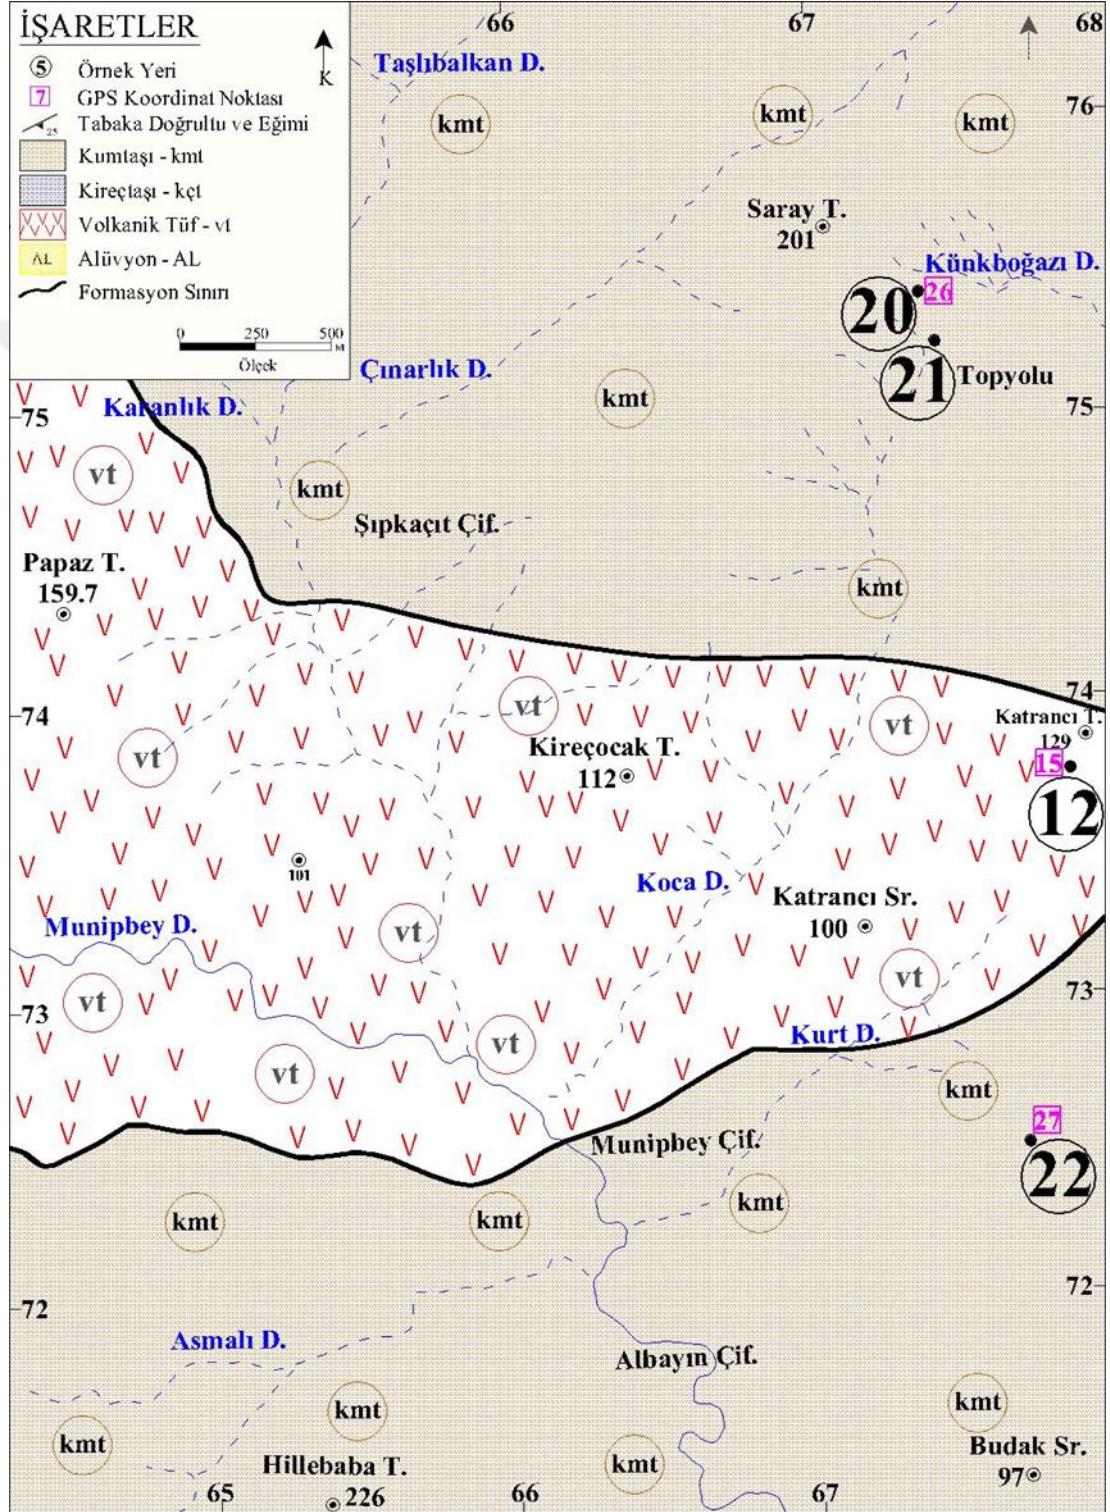 İŞARETLER
K
5 Örnek Yeri
7 GPS Koordinat Noktası
25 Tabaka Doğrultu ve Eğimi
Kumtaşı - kmt
Kireçtaşı - kçt
Volkanik Tüf - vt
AL Alüvyon - AL
Formasyon Sınırı
0 250 500
M
Ölçek
66 67 68
Taşlıbalkan D.
76
kmt kmt kmt
Saray T.
201
Künkboğazı D.
26
20
21 Topyolu
Çınarlık D.
kmt
Karanlık D.
75 75
vt
kmt
Şıpkaçıt Çif.
Papaz T.
159.7
kmt
74
vt
vt
Katrancı T.
129
74
Kireçocak T.
112
vt
15
12
101
Koca D.
Katrancı Sr.
100
Munipbey D.
vt
vt
73
vt
73
Kurt D.
vt
vt
kmt
27
Munipbey Çif.
22
kmt
kmt kmt
72
72
Asmalı D.
Albayın Çif.
kmt
kmt
kmt
Budak Sr.
97
Hillebaba T.
226
kmt
65 66 67